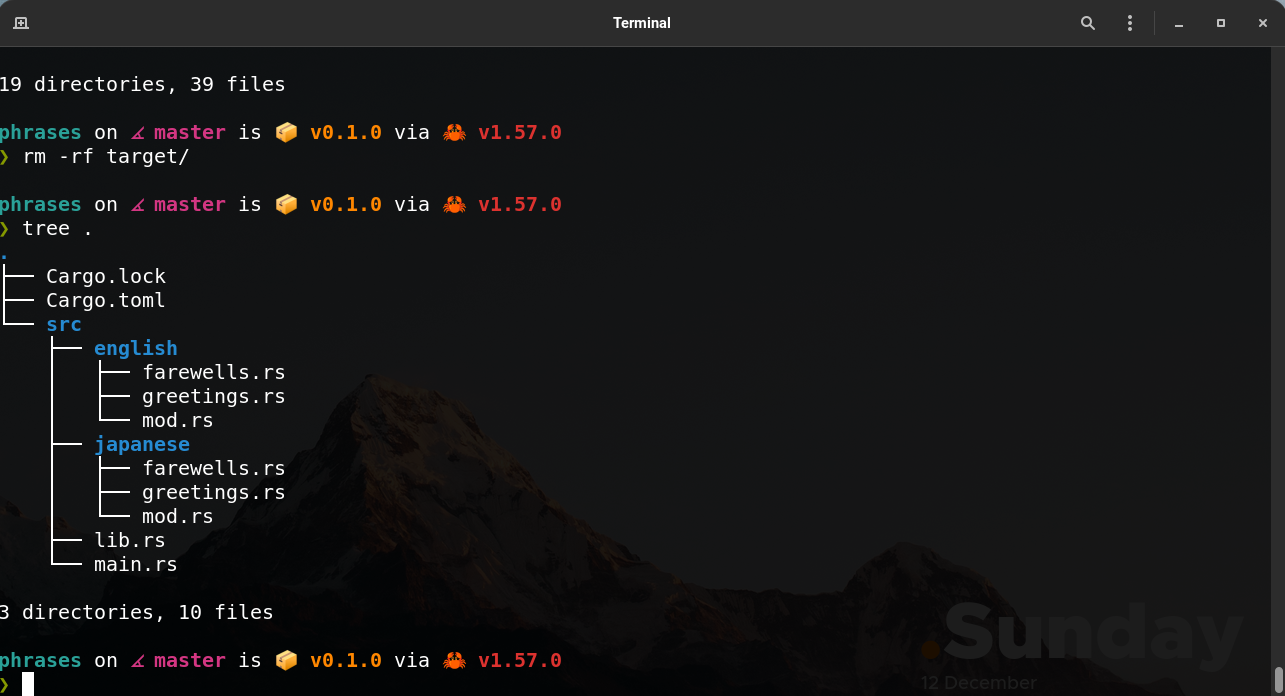 Terminal
19 directories, 39 files
phrases on master is 📦 v0.1.0 via 🦀 v1.57.0
❯ rm -rf target/
phrases on master is 📦 v0.1.0 via 🦀 v1.57.0
❯ tree .
.
├── Cargo.lock
├── Cargo.toml
└── src
    ├── english
    │   ├── farewells.rs
    │   ├── greetings.rs
    │   └── mod.rs
    ├── japanese
    │   ├── farewells.rs
    │   ├── greetings.rs
    │   └── mod.rs
    ├── lib.rs
    └── main.rs
3 directories, 10 files
phrases on master is 📦 v0.1.0 via 🦀 v1.57.0
❯
.Sunday
12 December